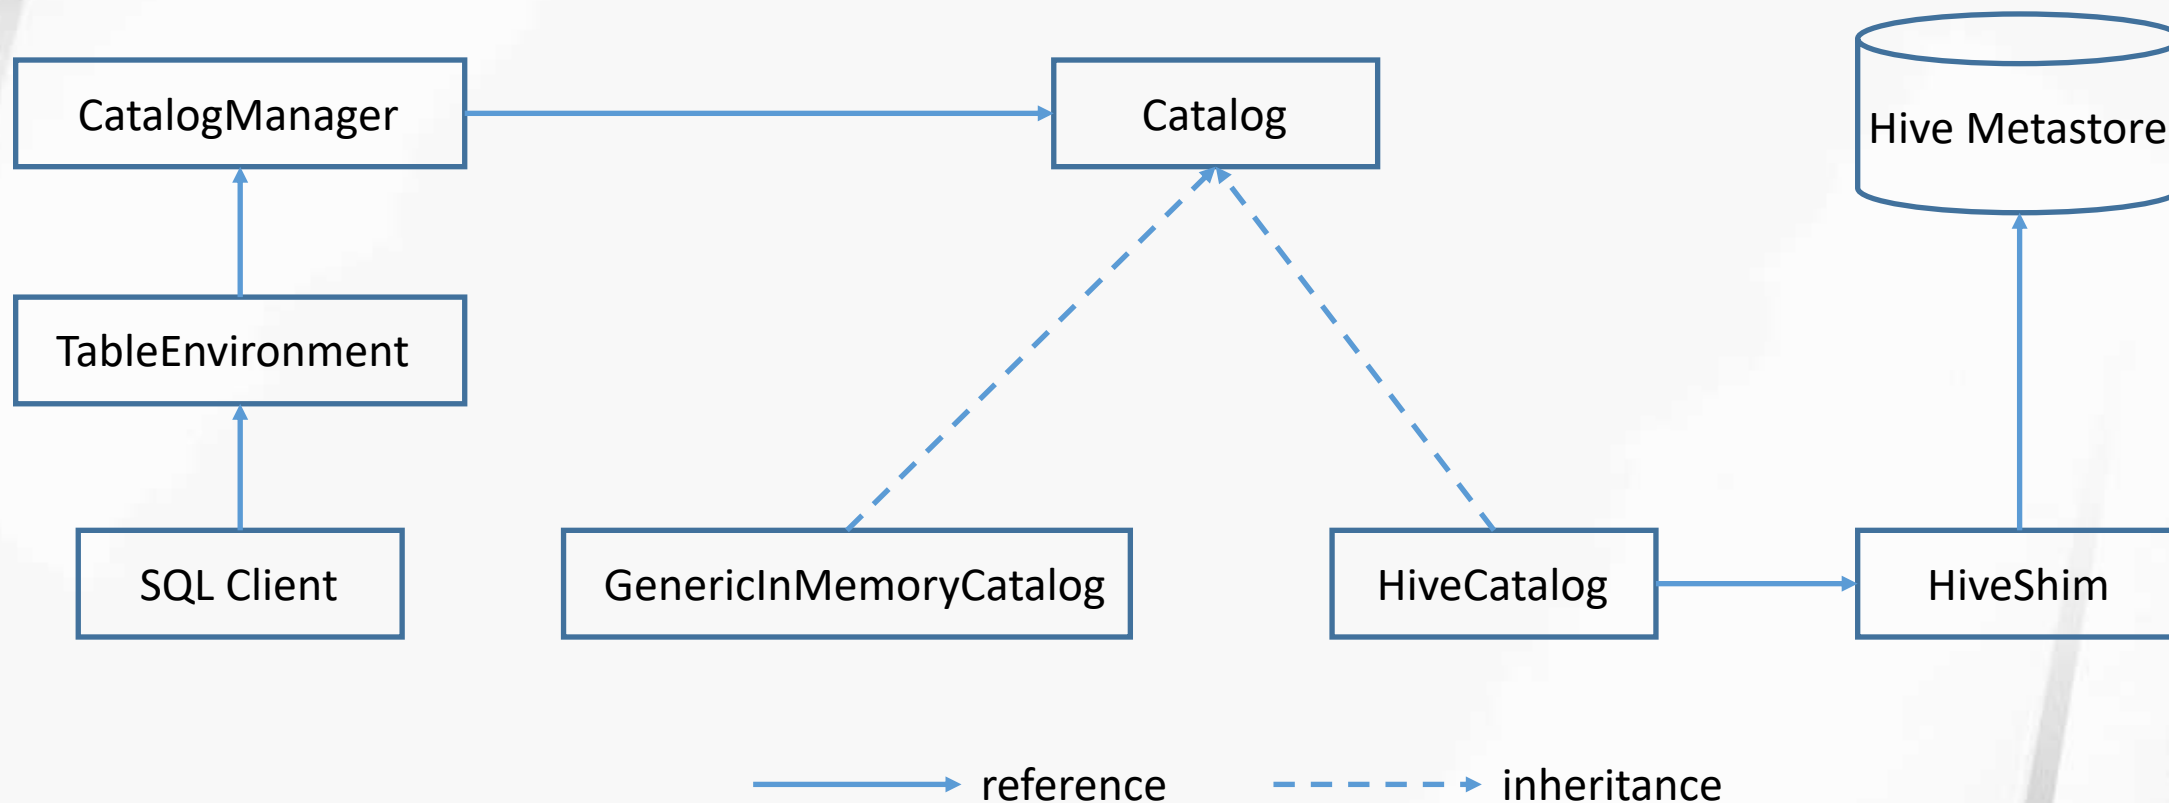 CatalogManager
Catalog
Hive Metastore
TableEnvironment
SQL Client
GenericInMemoryCatalog
HiveCatalog
HiveShim
reference
inheritance